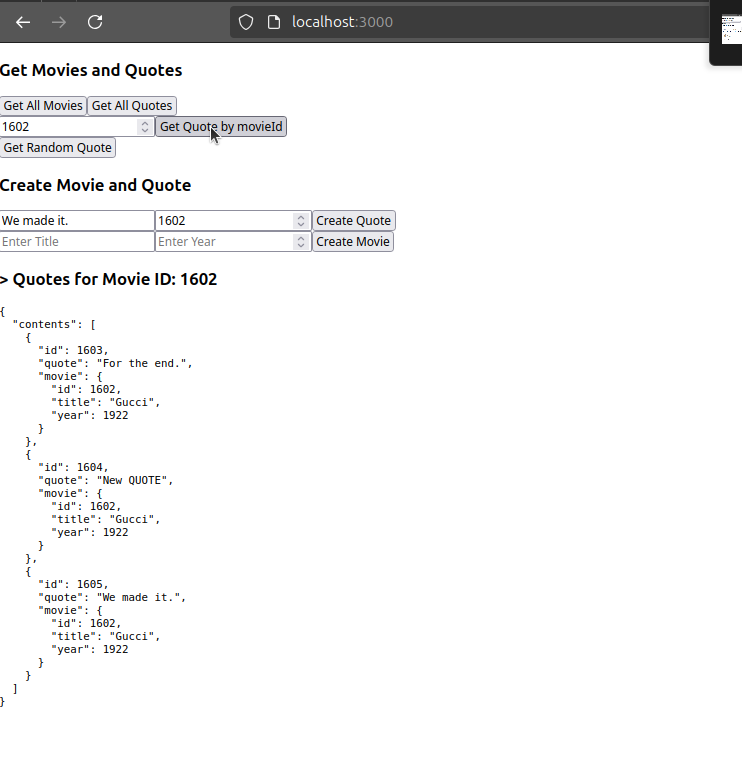 localhost:3000
Get Movies and Quotes
Get All Movies Get All Quotes
1602 Get Quote by movieId
Get Random Quote
Create Movie and Quote
We made it. 1602 Create Quote
Enter Title Enter Year Create Movie
> Quotes for Movie ID: 1602
{
  "contents": [
    {
      "id": 1603,
      "quote": "For the end.",
      "movie": {
        "id": 1602,
        "title": "Gucci",
        "year": 1922
      }
    },
    {
      "id": 1604,
      "quote": "New QUOTE",
      "movie": {
        "id": 1602,
        "title": "Gucci",
        "year": 1922
      }
    },
    {
      "id": 1605,
      "quote": "We made it.",
      "movie": {
        "id": 1602,
        "title": "Gucci",
        "year": 1922
      }
    }
  ]
}